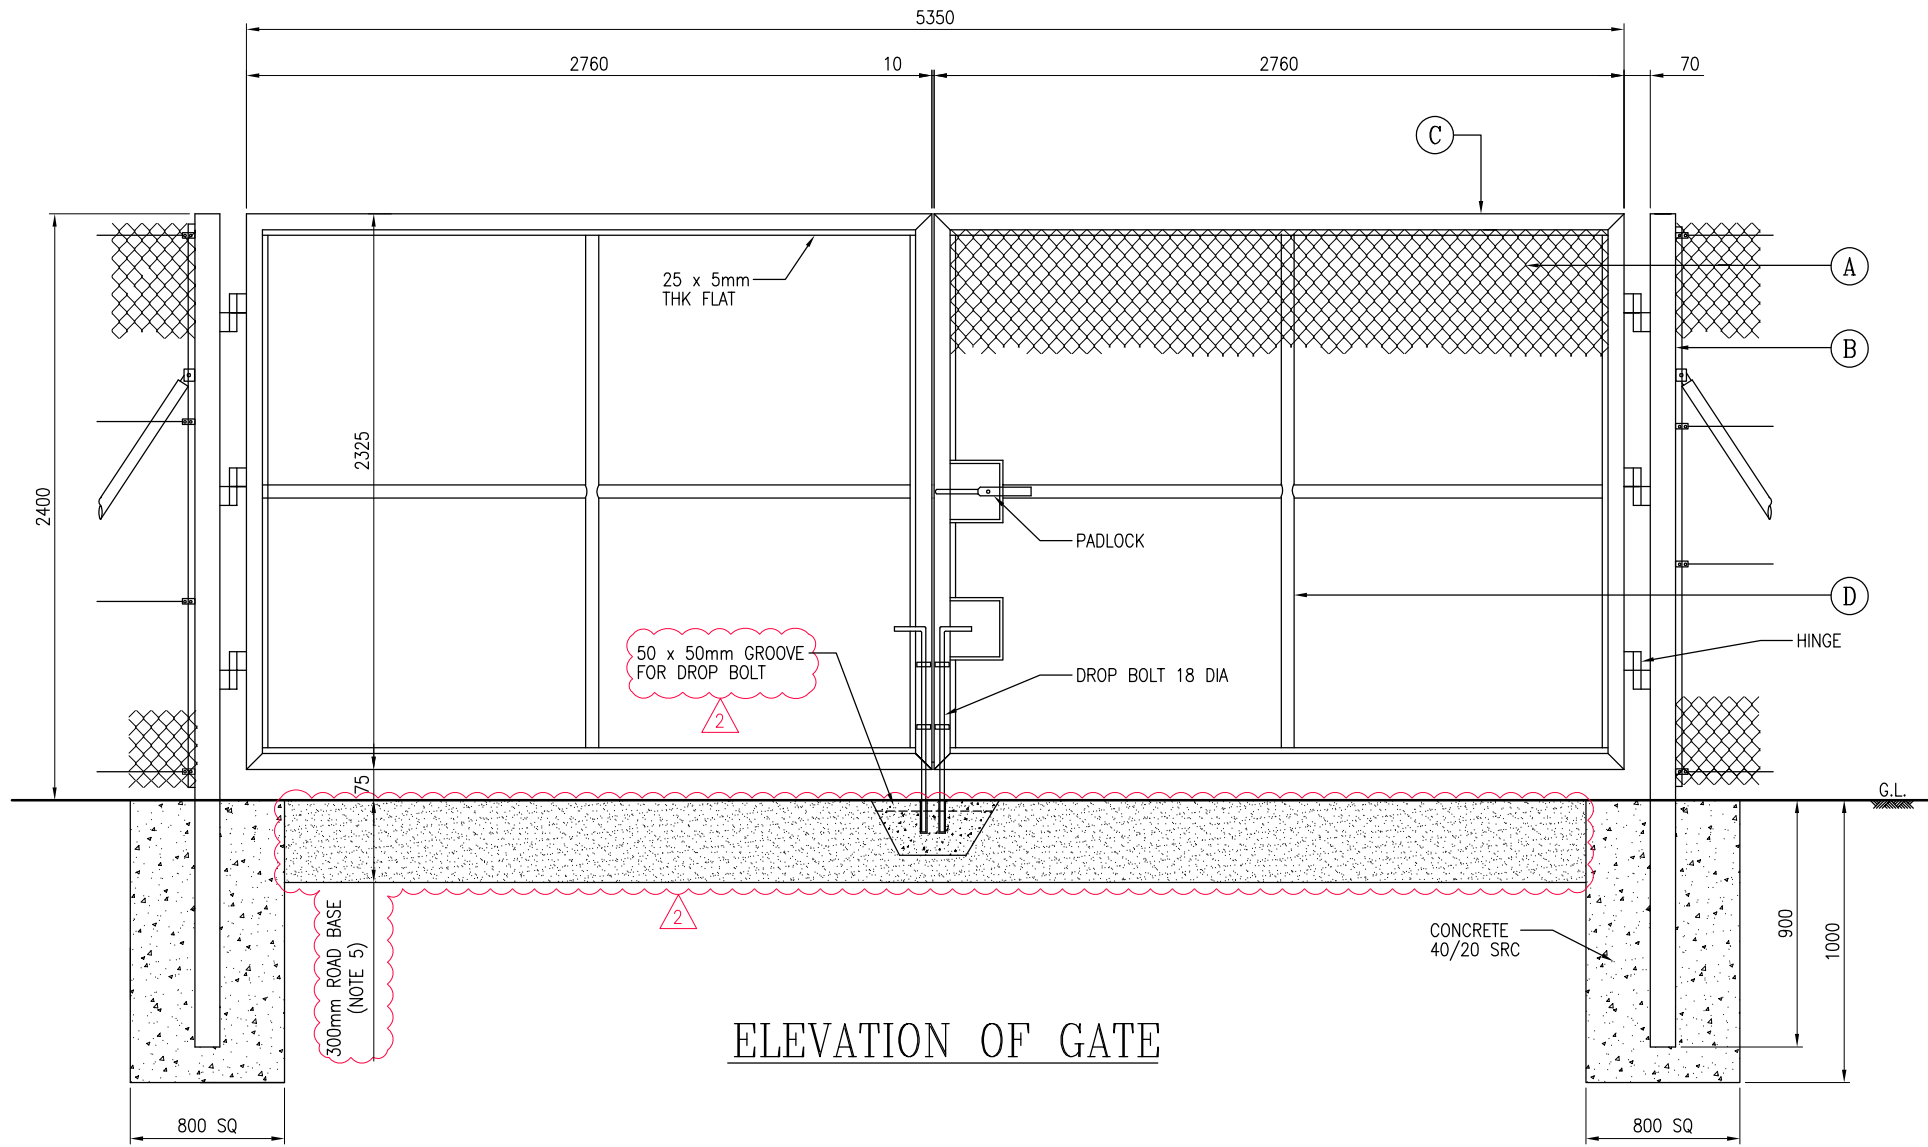 5350
2760
10
2760
70
C
2400
25 x 5mm
THK FLAT
A
B
2325
PADLOCK
D
50 x 50mm GROOVE
FOR DROP BOLT
2
HINGE
DROP BOLT 18 DIA
75
G.L.
300mm ROAD BASE
(NOTE 5)
2
CONCRETE
40/20 SRC
900
1000
ELEVATION OF GATE
800 SQ
800 SQ